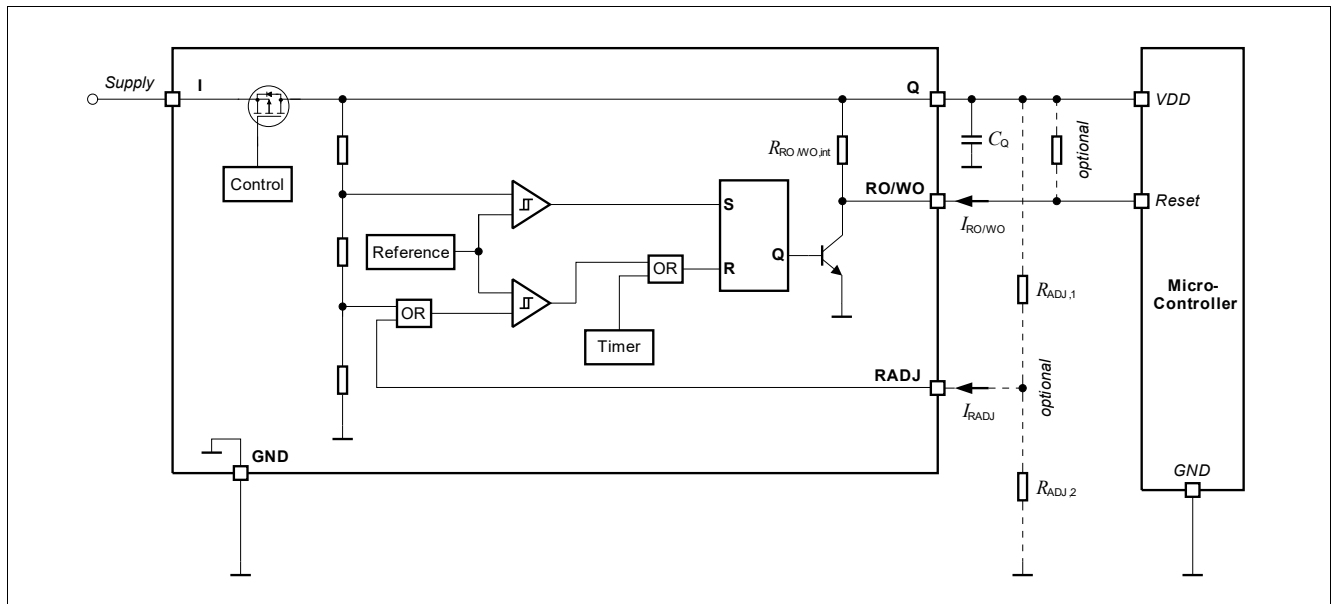 Supply
I
Q
VDD
C_Q
optional
R_RO/WO,int
Control
RO/WO
Reset
I_RO/WO
S
Reference
Q
R
OR
OR
R_ADJ,1
Micro-
Controller
Timer
RADJ
I_RADJ
optional
GND
GND
R_ADJ,2